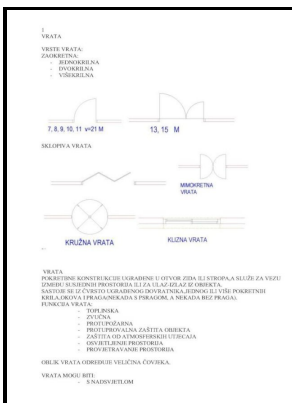 1
VRATA
VRSTE VRATA:
ZAOKRETNA:
- JEDNOKRILNA
- DVOKRILNA
- VIŠEKRILNA
7, 8, 9, 10, 11 v=21 M
13, 15 M
SKLOPIVA VRATA
MIMOKRETNA
VRATA
KRUŽNA VRATA
KLIZNA VRATA
VRATA
POKRETNE KONSTRUKCIJE UGRAĐENE U OTVOR ZIDA ILI STROPA,A SLUŽE ZA VEZU
IZMEĐU SUSJEDNIH PROSTORIJA ILI ZA ULAZ-IZLAZ IZ OBJEKTA.
SASTOJE SE IZ ČVRSTO UGRAĐENOG DOVRATNIKA,JEDNOG ILI VIŠE POKRETNIH
KRILA,OKOVA I PRAGA(NEKADA S PSRAGOM, A NEKADA BEZ PRAGA).
FUNKCIJA VRATA:
- TOPLINSKA
- ZVUČNA
- PROTUPOŽARNA
- PROTUPROVALNA ZAŠTITA OBJEKTA
- ZAŠTITA OD ATMOSFERSKIH UTJECAJA
- OSVJETLJENJE PROSTORIJA
- PROVJETRAVANJE PROSTORIJA
OBLIK VRATA ODREĐUJE VELIČINA ČOVJEKA.
VRATA MOGU BITI:
- S NADSVJETLOM